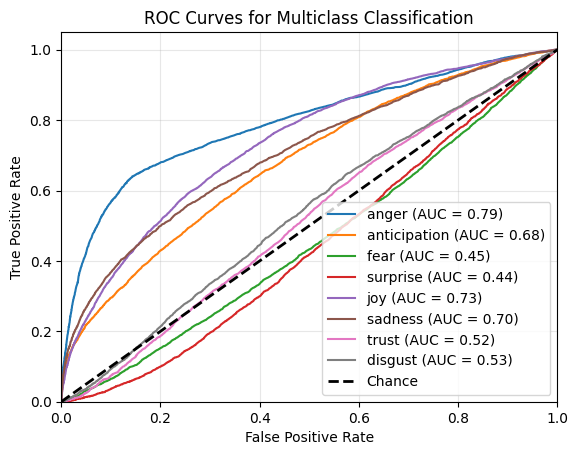 ROC Curves for Multiclass Classification
True Positive Rate
1.0
0.8
0.6
0.4
0.2
0.0
anger (AUC = 0.79)
anticipation (AUC = 0.68)
fear (AUC = 0.45)
surprise (AUC = 0.44)
joy (AUC = 0.73)
sadness (AUC = 0.70)
trust (AUC = 0.52)
disgust (AUC = 0.53)
Chance
0.0 0.2 0.4 0.6 0.8 1.0
False Positive Rate